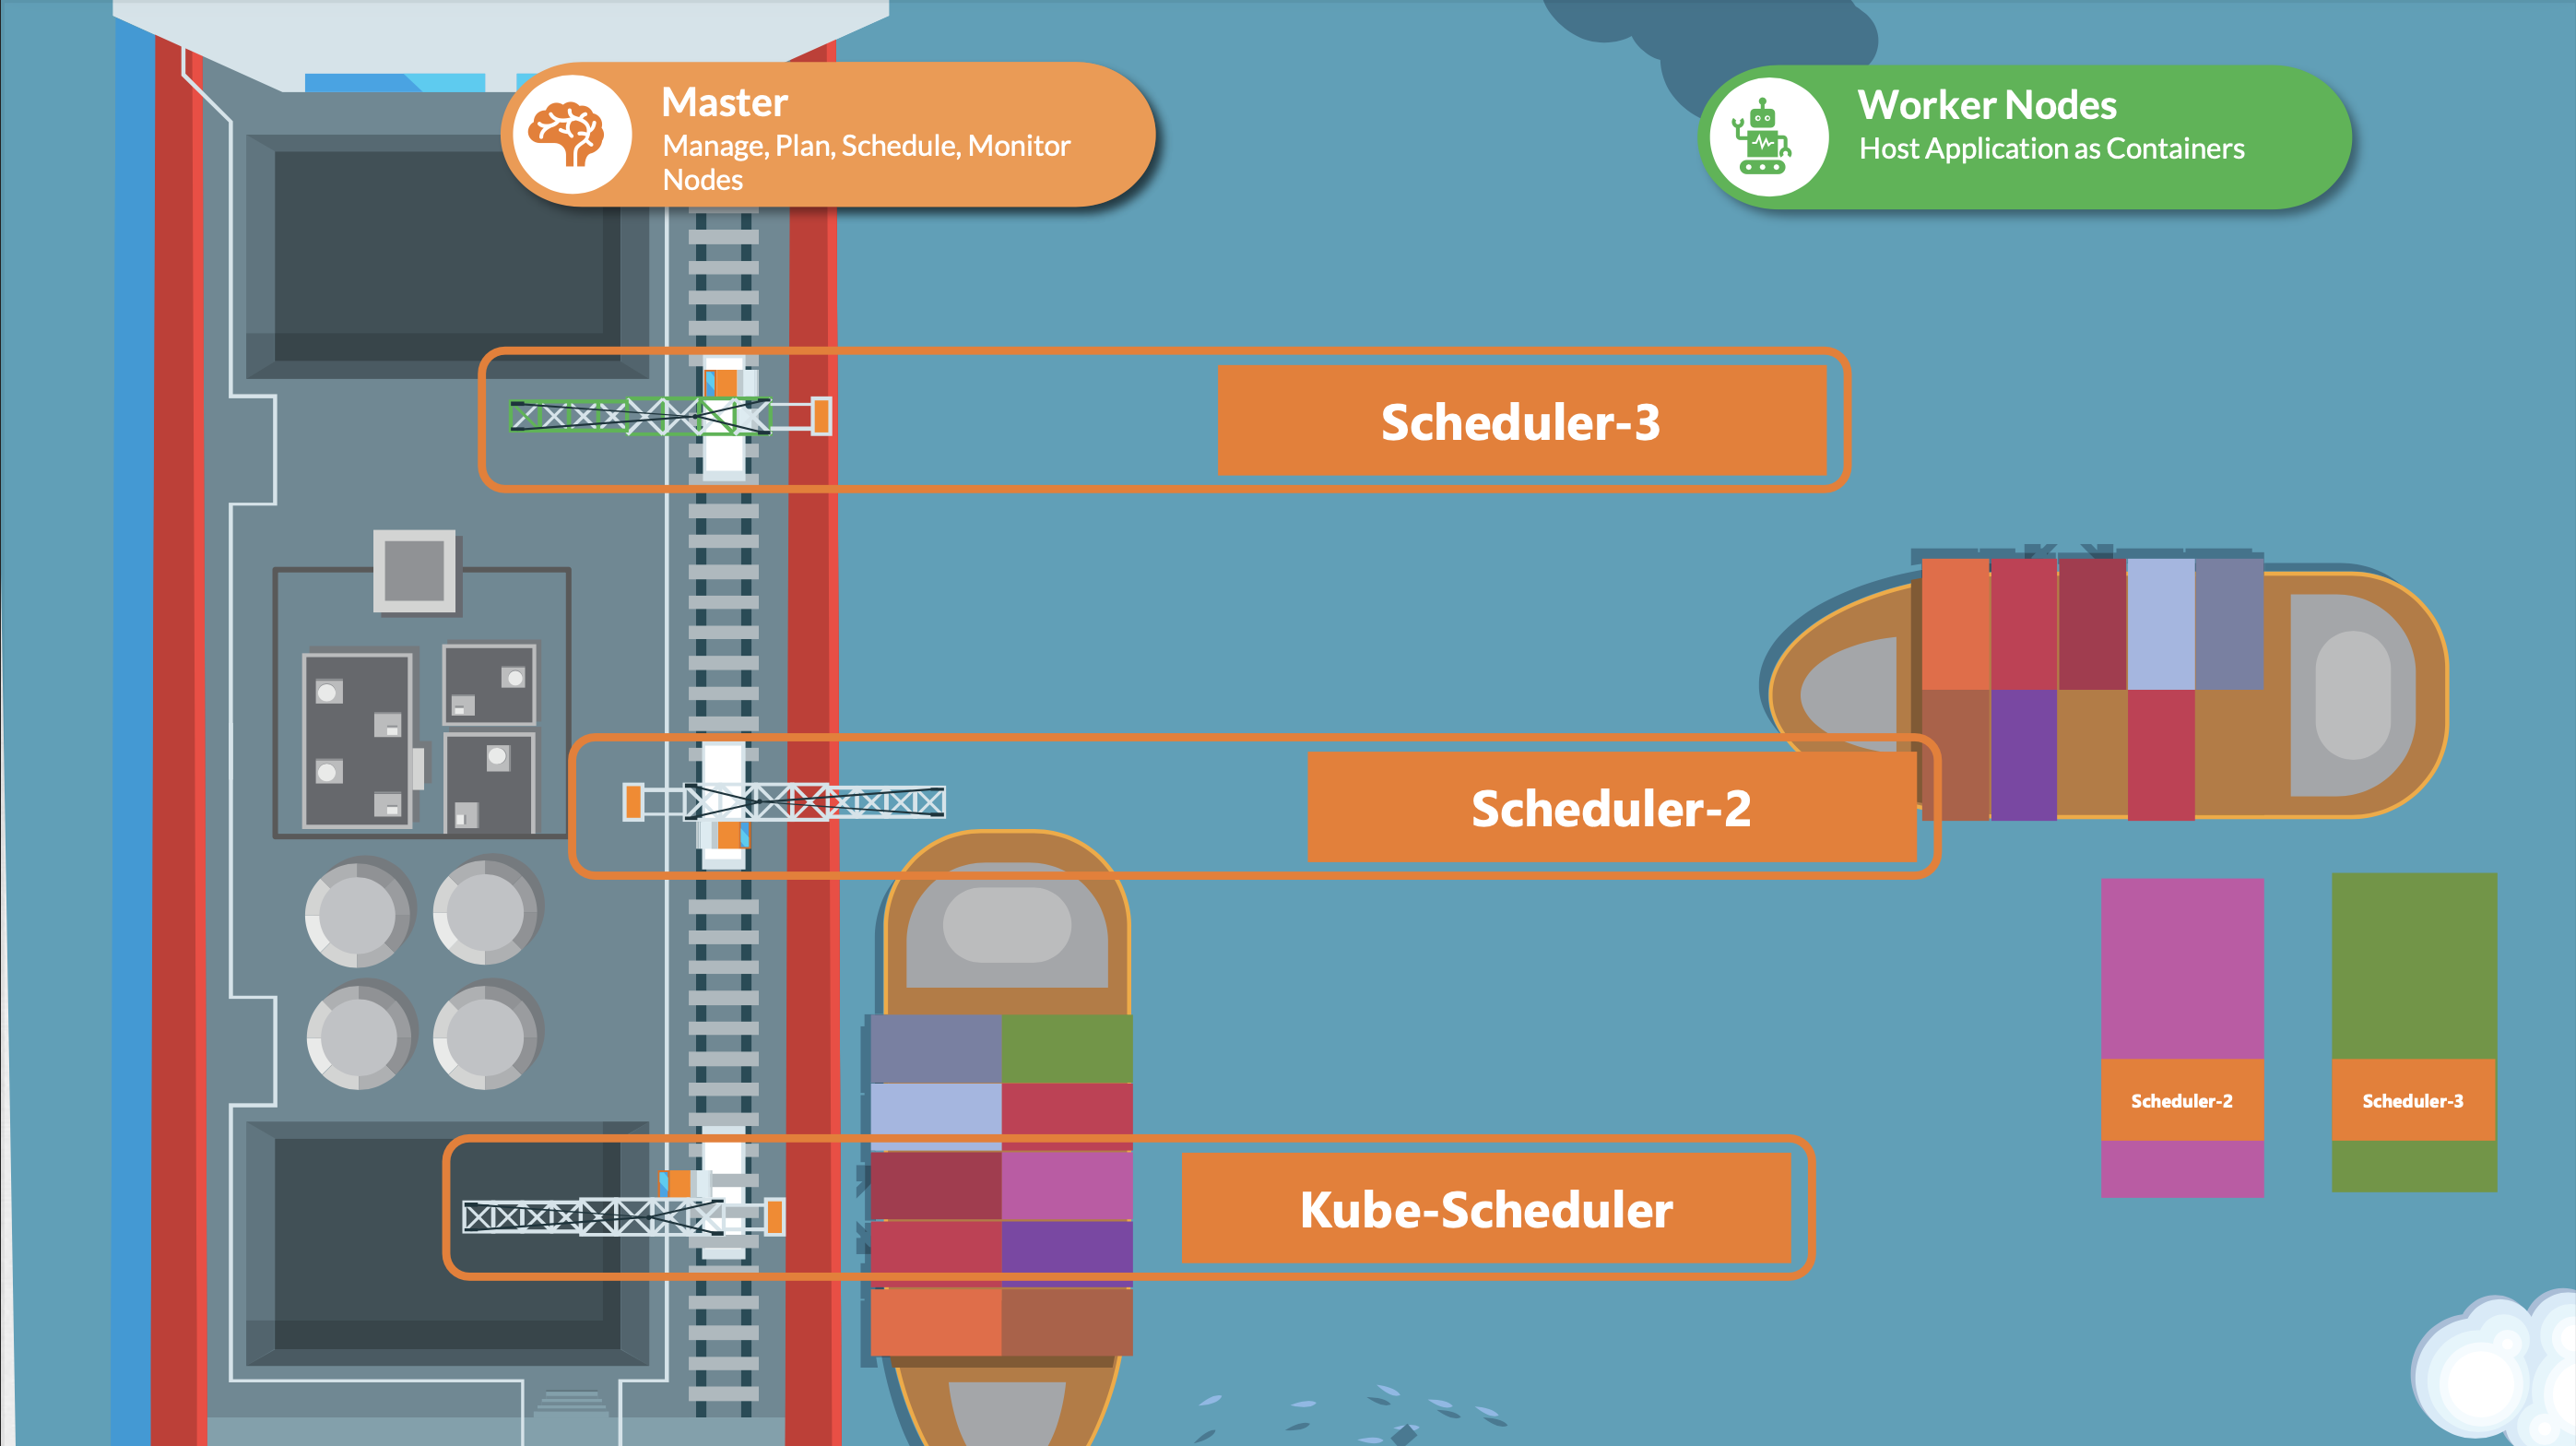 Master
Manage, Plan, Schedule, Monitor
Nodes
Worker Nodes
Host Application as Containers
Scheduler-3
Scheduler-2
Scheduler-2
Scheduler-3
Kube-Scheduler